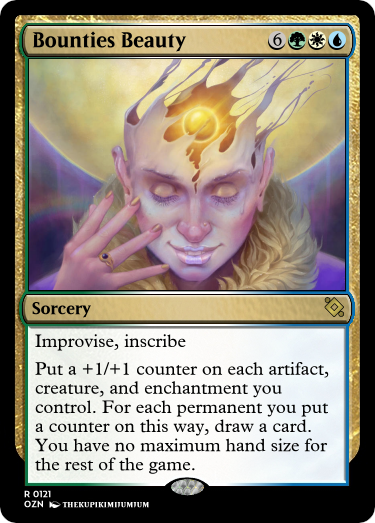 Bounties Beauty 6
Sorcery
Improvise, inscribe
Put a +1/+1 counter on each artifact,
creature, and enchantment you
control. For each permanent you put
a counter on this way, draw a card.
You have no maximum hand size for
the rest of the game.
R 0121
OZN THEKUPIKIMIJUMJUM